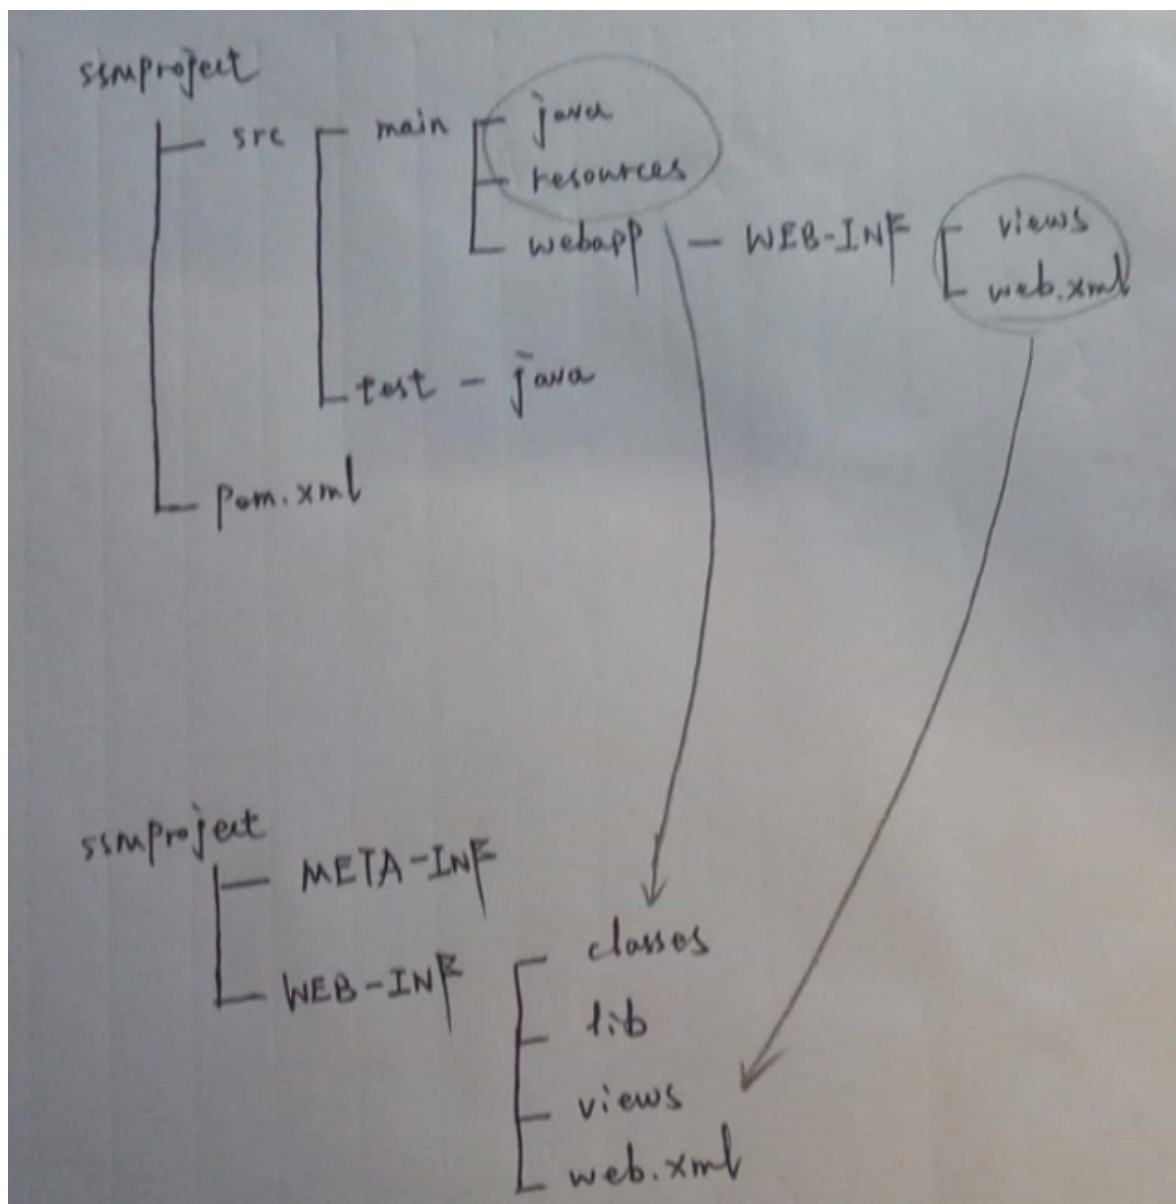 ssmproject
src main java
resources
webapp - WEB-INF views
web.xml
test - java
pom.xml
ssmproject
META-INF
WEB-INF classes
lib
views
web.xml